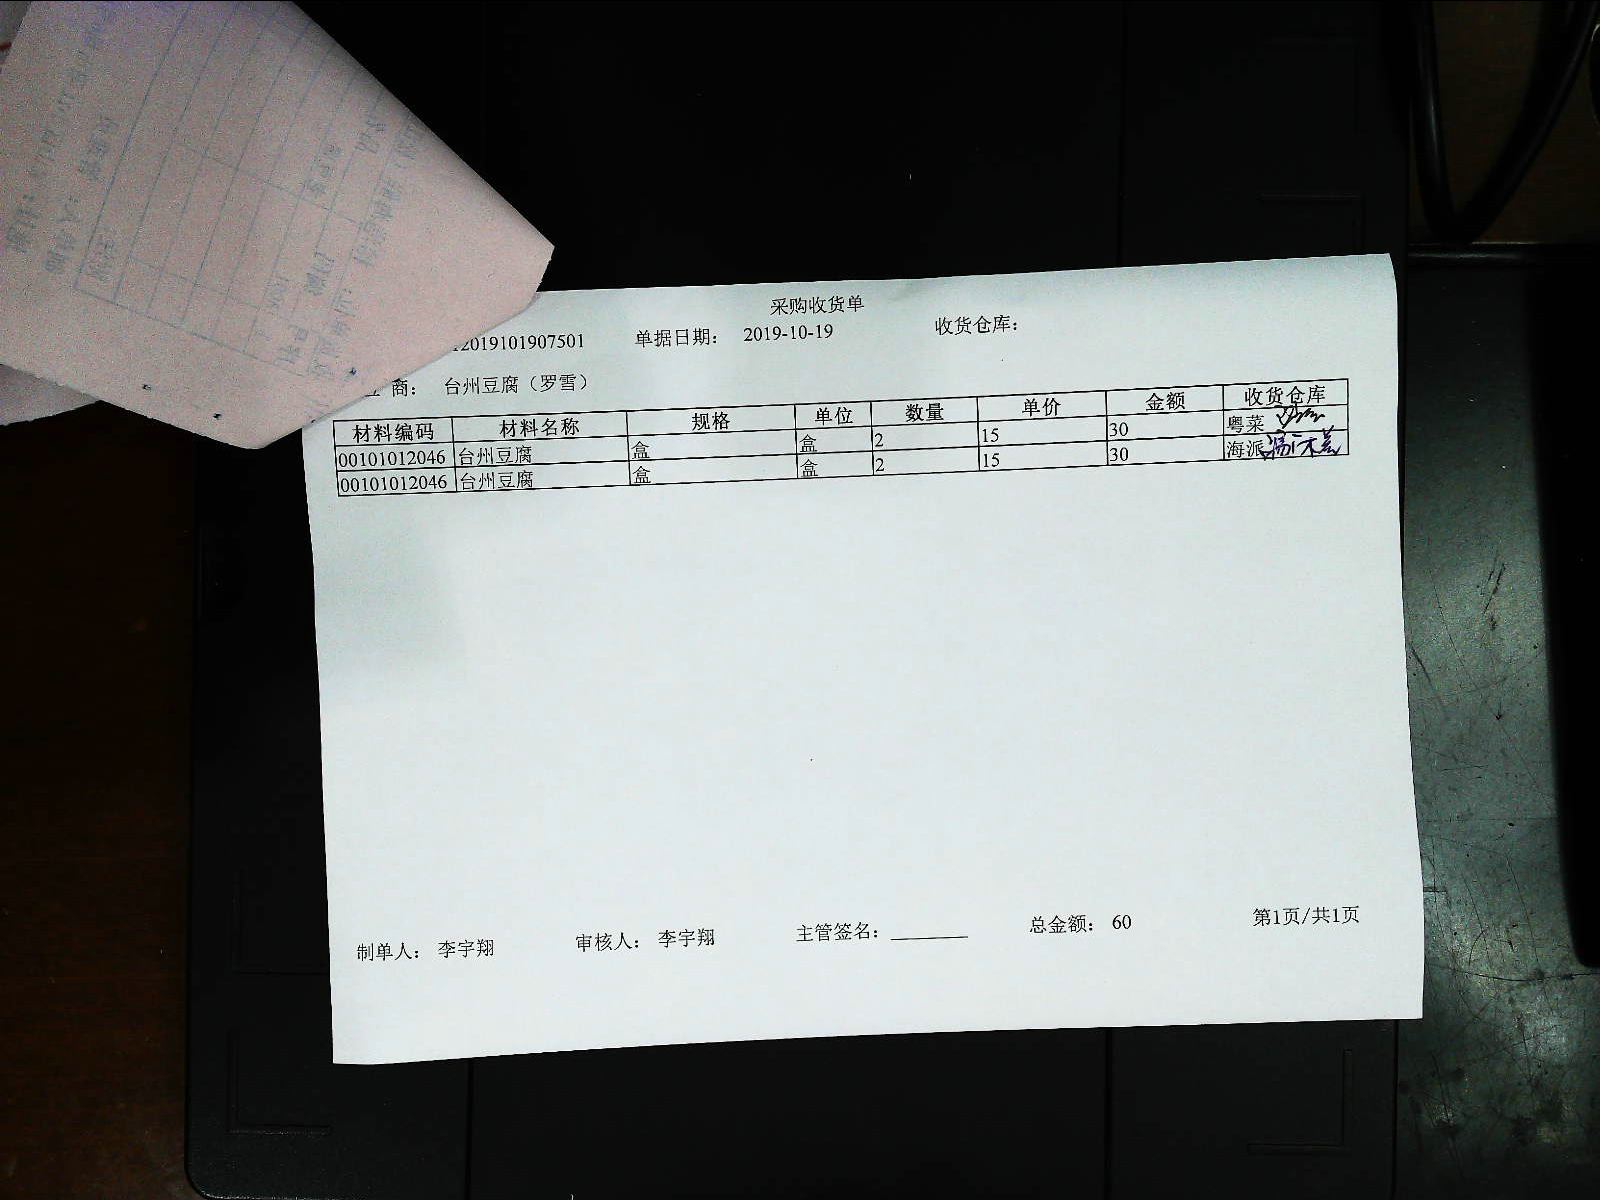 采购收货单
2019101907501 单据日期： 2019-10-19 收货仓库：
商： 台州豆腐（罗雪）
材料编码 材料名称 规格 单位 数量 单价 金额 收货仓库
00101012046 台州豆腐 盒 盒 2 15 30 粤菜
00101012046 台州豆腐 盒 盒 2 15 30 海派
制单人： 李宇翔 审核人： 李宇翔 主管签名： 总金额： 60 第1页/共1页